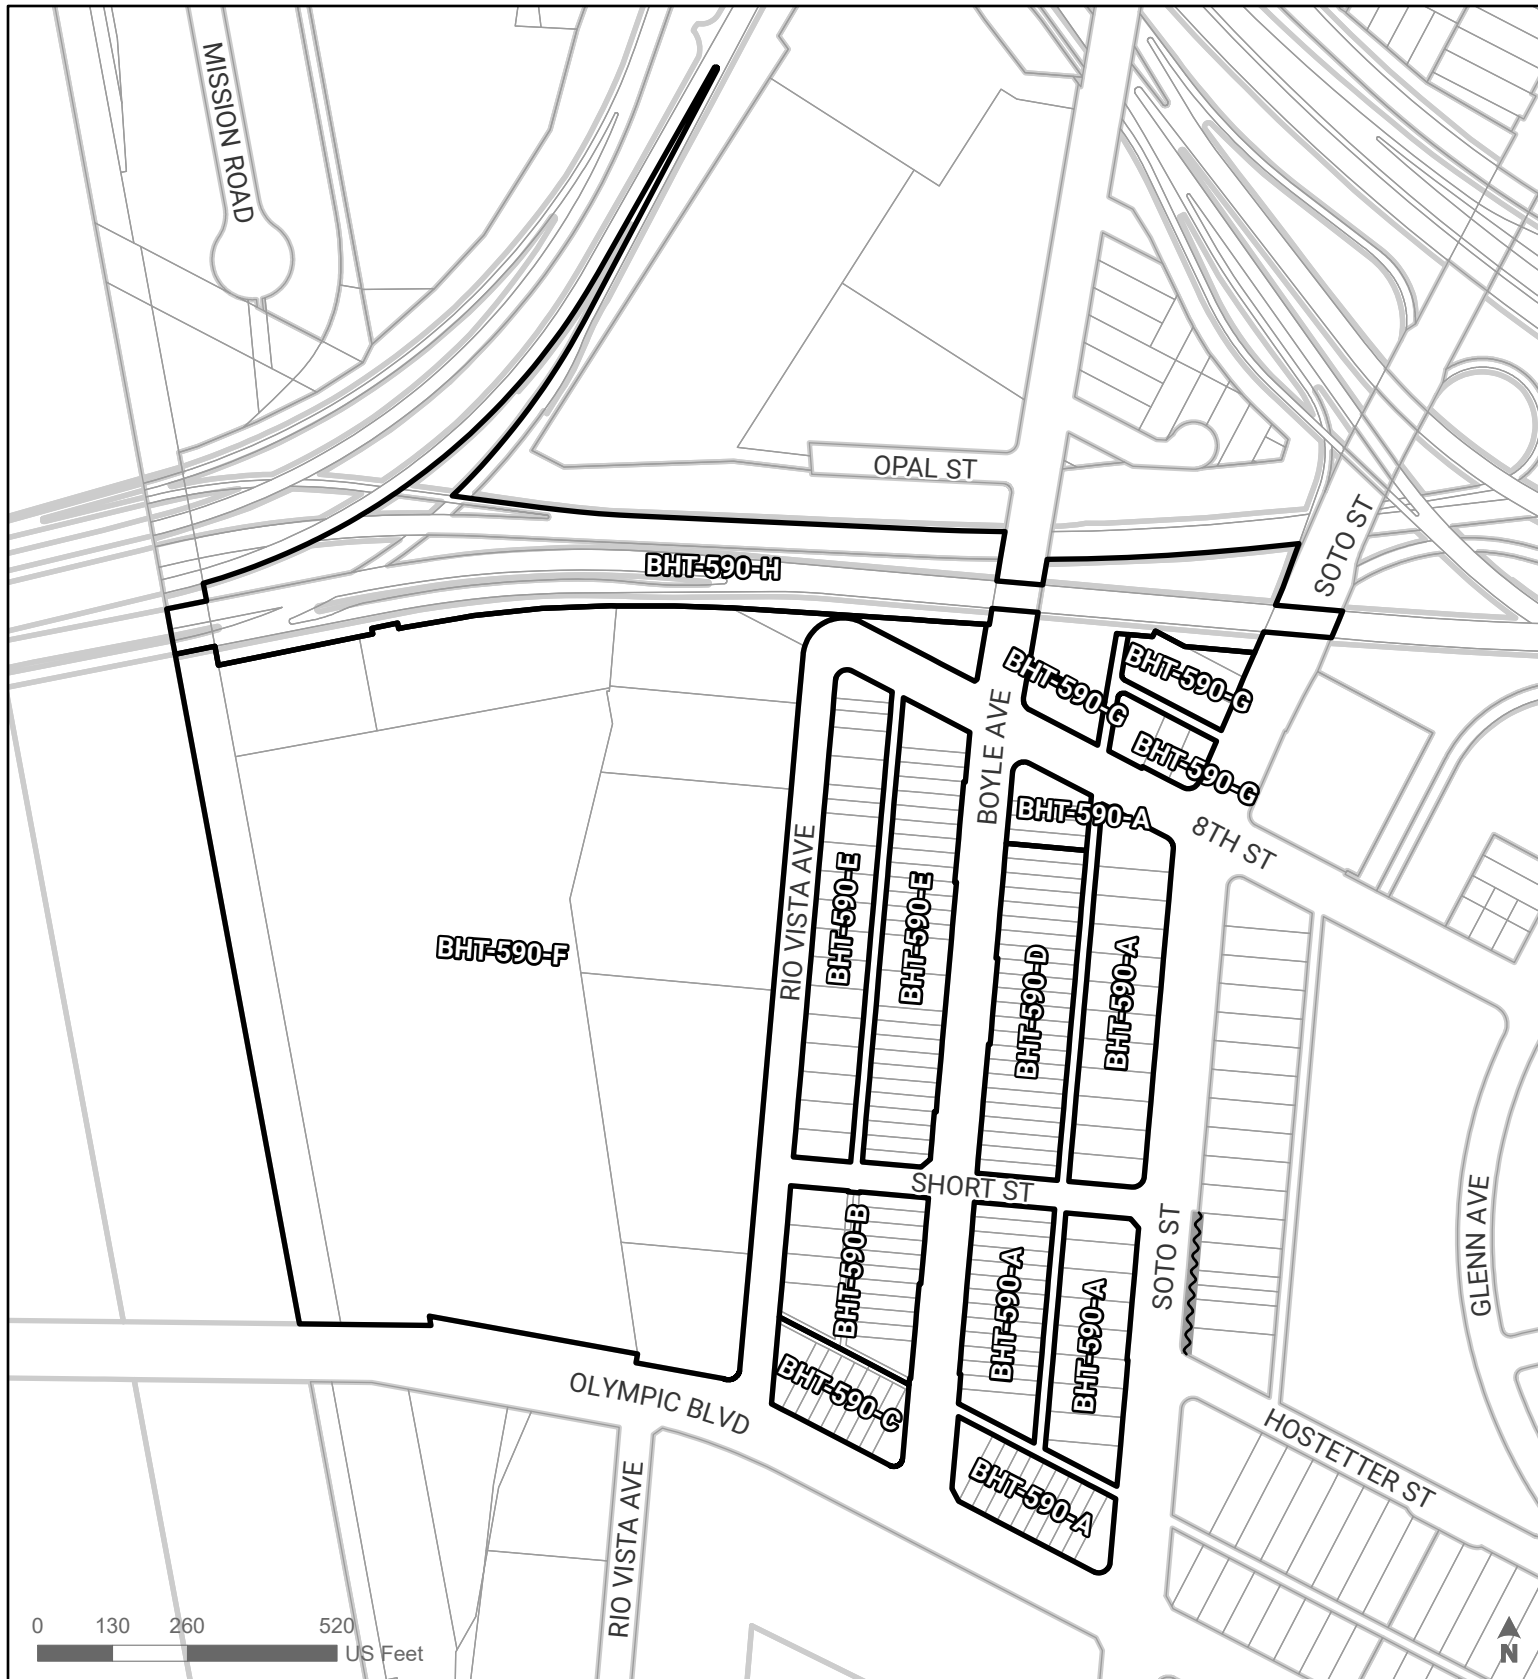 MISSION ROAD
OPAL ST
SOTO ST
BHT-590-H
BHT-590-G
BHT-590-G
BHT-590-G
BOYLE AVE
BHT-590-A
8TH ST
RIO VISTA AVE
BHT-590-E
BHT-590-E
BHT-590-F
BHT-590-D
BHT-590-A
SHORT ST
BHT-590-B
BHT-590-A
BHT-590-A
SOTO ST
GLENN AVE
BHT-590-C
OLYMPIC BLVD
HOSTETTER ST
BHT-590-A
RIO VISTA AVE
0 130 260 520
US Feet
N